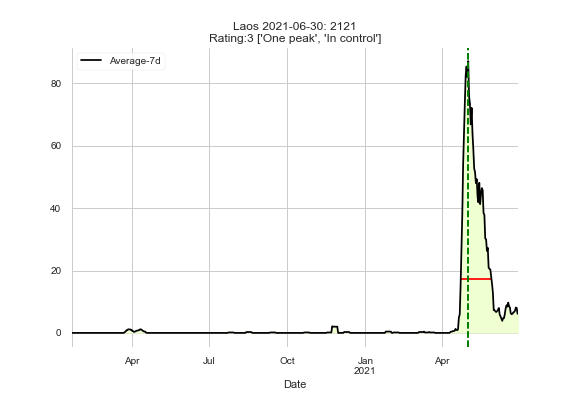 Laos 2021-06-30: 2121
Rating:3 ['One peak', 'In control']
Average-7d
80
60
40
20
0
Apr Jul Oct Jan Apr
2021
Date